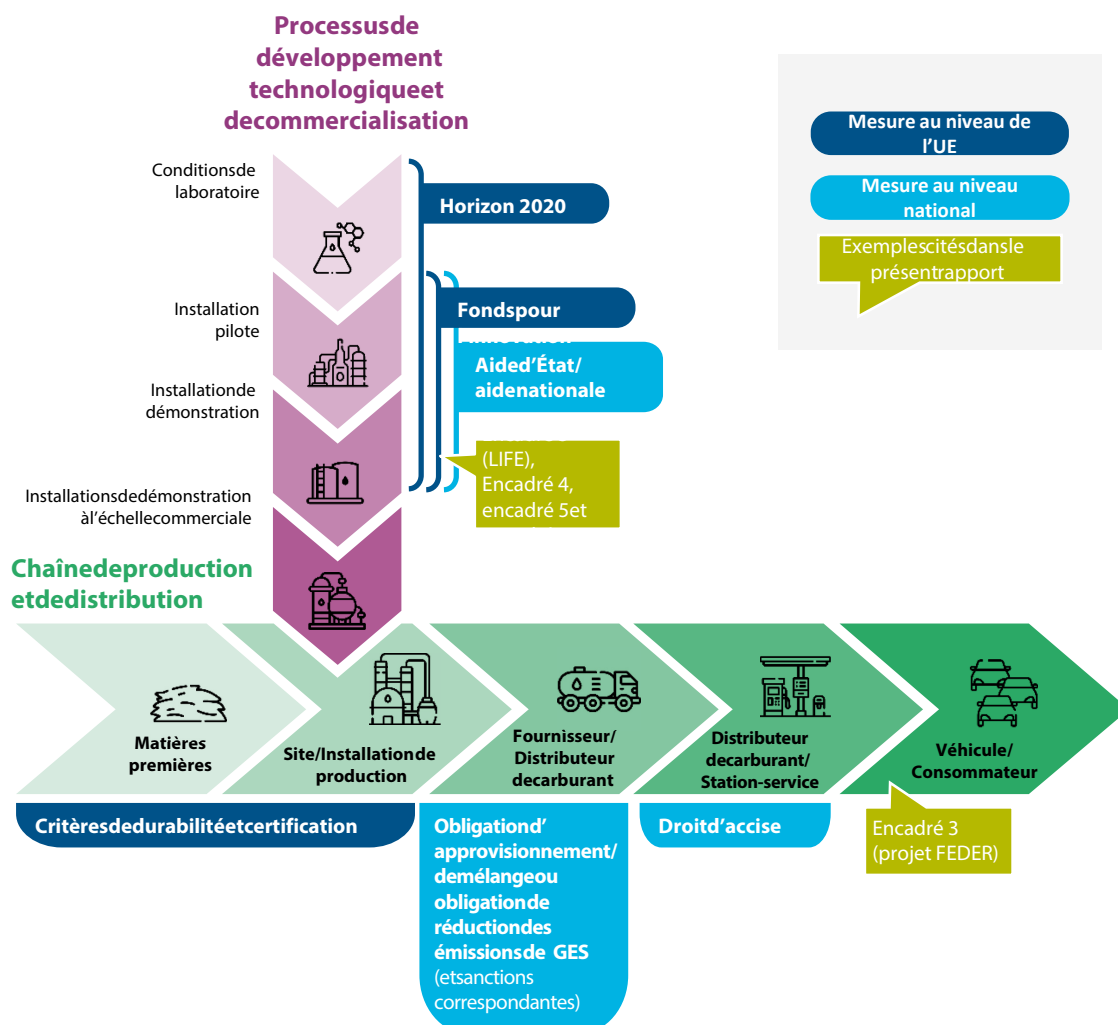 Processusde
développement
technologiqueet
decommercialisation
Mesure au niveau de
l’UE
Mesure au niveau
national
Exemplescitésdansle
présentrapport
Conditionsde
laboratoire
Horizon 2020
Installation
pilote
Fondspour
Aided’État/
aidenationale
Installationde
démonstration
(LIFE),
Encadré 4,
encadré 5et
Installationsdedémonstration
àl’échellecommerciale
Chaînedeproduction
etdedistribution
Matières
premières
Site/Installationde
production
Fournisseur/
Distributeur
decarburant
Distributeur
decarburant/
Station-service
Véhicule/
Consommateur
Critèresdedurabilitéetcertification
Obligationd’
approvisionnement/
demélangeou
obligationde
réductiondes
émissionsde GES
(etsanctions
correspondantes)
Droitd’accise
Encadré 3
(projet FEDER)